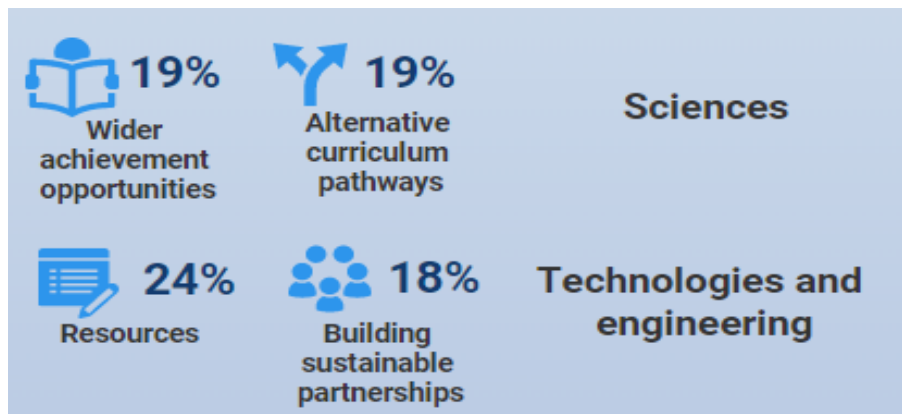 19%
Wider
achievement
opportunities
19%
Alternative
curriculum
pathways
Sciences
24%
Resources
18%
Building
sustainable
partnerships
Technologies and
engineering